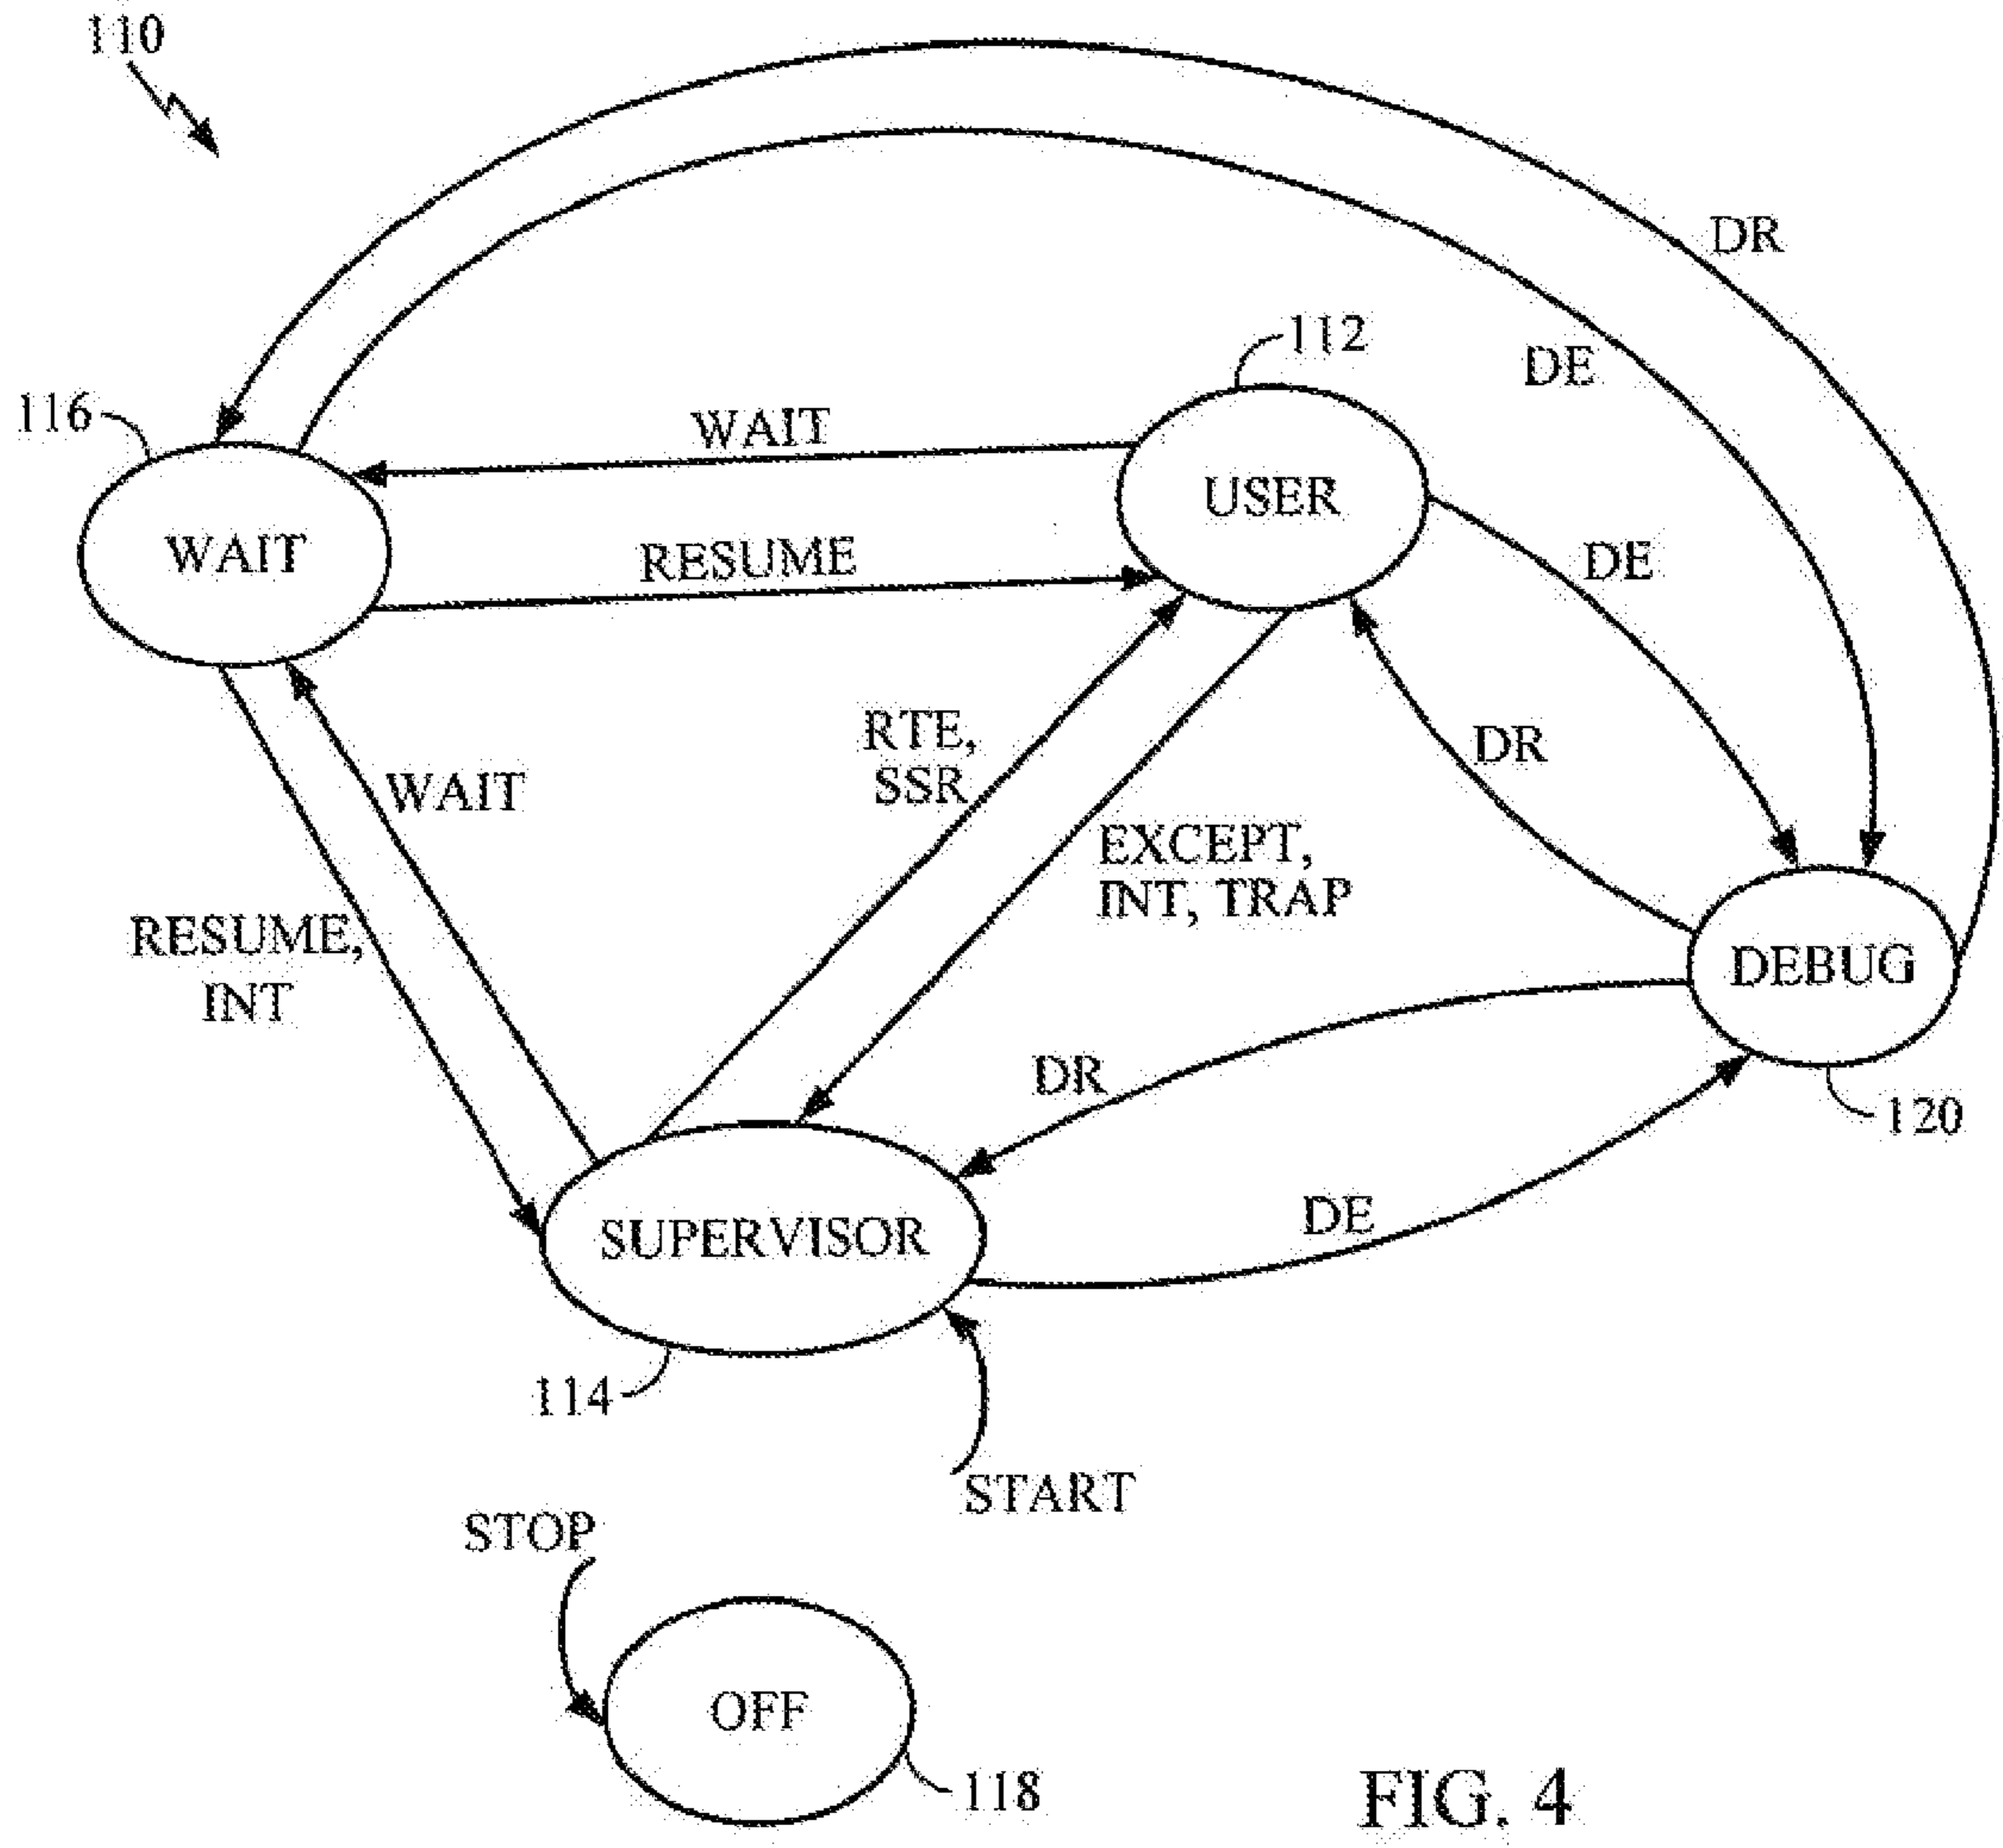 110
DR
112
DE
116
WAIT
USER
WAIT
RESUME
DE
RTE,
SSR
DR
WAIT
EXCEPT,
INT, TRAP
RESUME,
INT
DEBUG
DR
120
DE
SUPERVISOR
114
START
STOP
OFF
118
FIG. 4